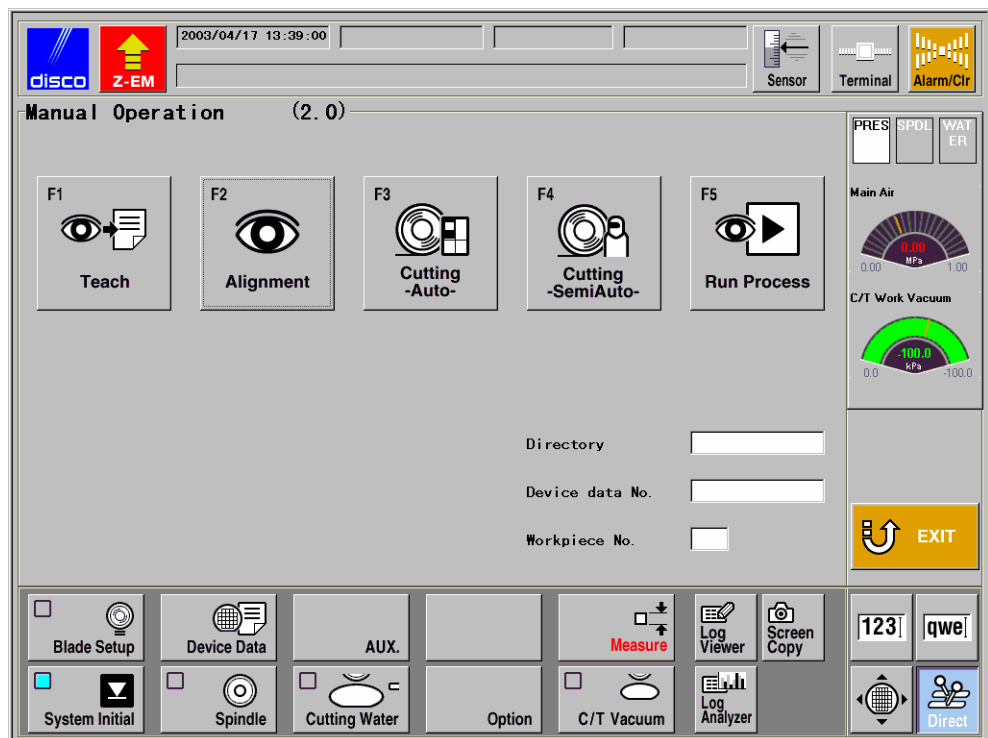 disco
Z-EM
2003/04/17 13:39:00
Sensor
Terminal
Alarm/Clr
Manual Operation (2.0)
PRES
SPDL
WAT
ER
F1
Teach
F2
Alignment
F3
Cutting
-Auto-
F4
Cutting
-SemiAuto-
F5
Run Process
Main Air
0.00
MPa
0.00 1.00
C/T Work Vacuum
-100.0
kPa
0.0 -100.0
Directory
Device data No.
Workpiece No.
EXIT
Blade Setup
Device Data
AUX.
Measure
Log
Viewer
Screen
Copy
123
qwe
System Initial
Spindle
Cutting Water
Option
C/T Vacuum
Log
Analyzer
Direct